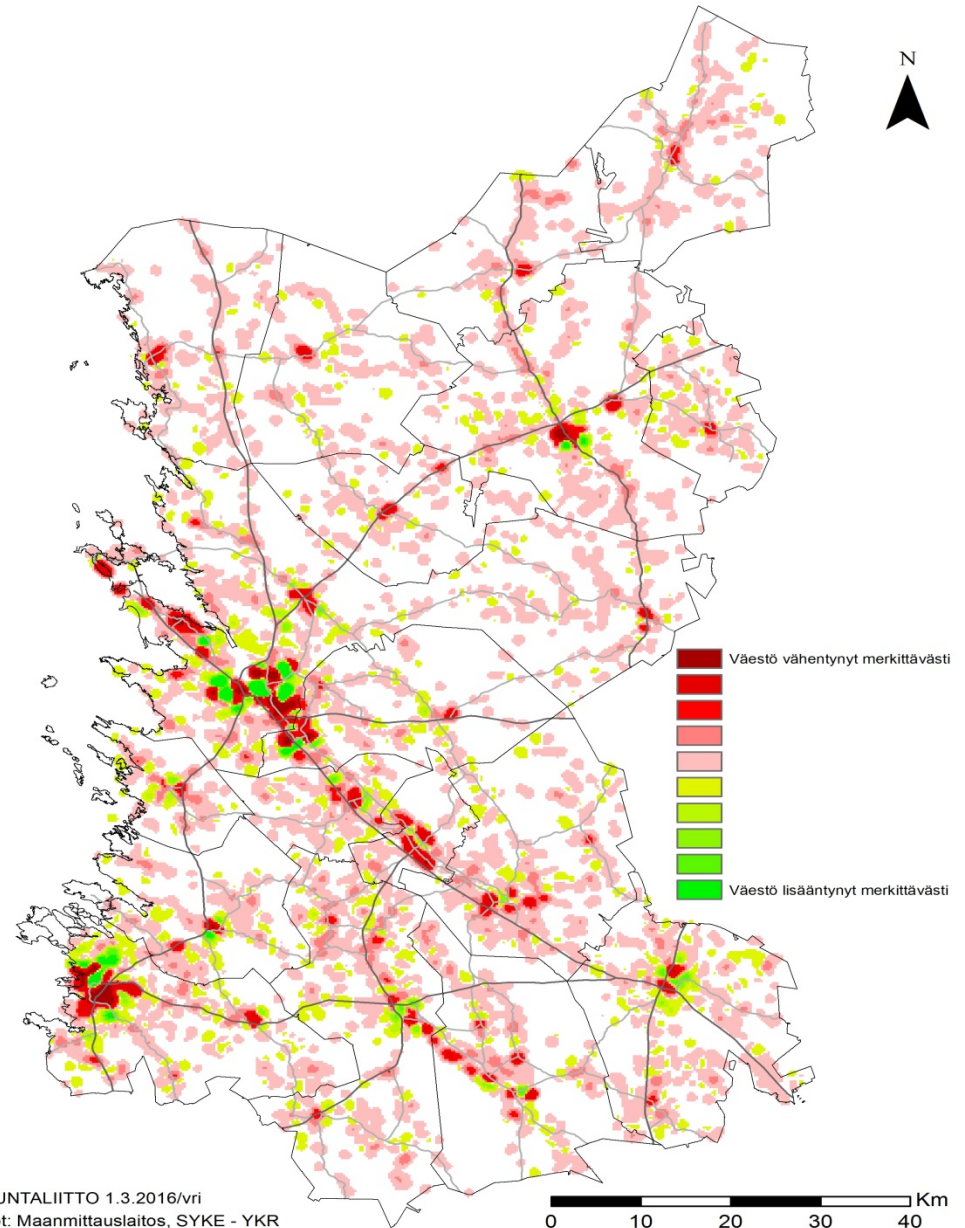 N
Väestö vähentynyt merkittävästi
Väestö lisääntynyt merkittävästi
UNTALIITTO 1.3.2016/vri
ot: Maanmittauslaitos, SYKE - YKR
Km
0 10 20 30 40